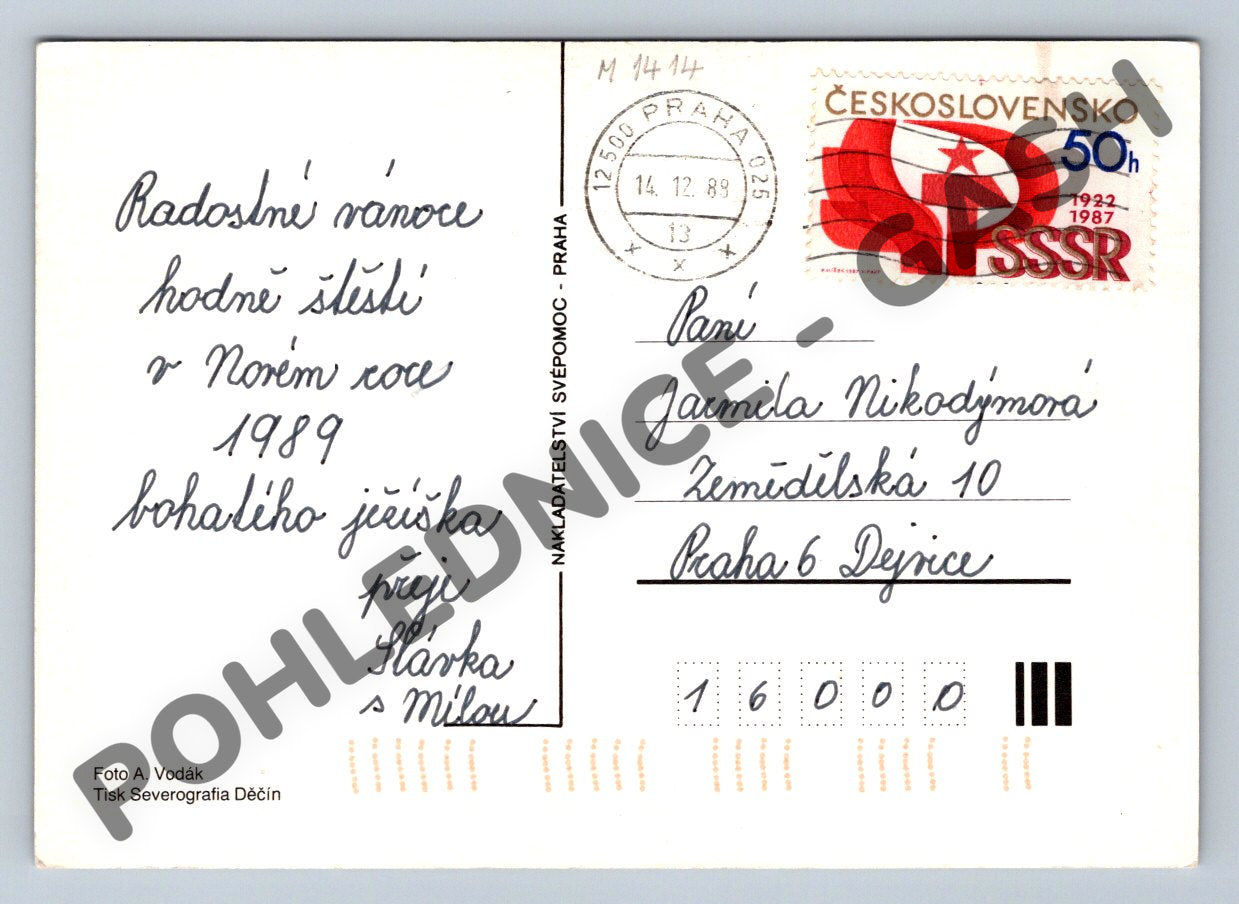 M 1414
12500 PRAHA 025
14.12.88
13
x x x
ČESKOSLOVENSKO
50h
1922
1987
SSSR
Radostné vánoce
hodně štěstí
v Novém roce
1989
bohatého ježíška
přejí
Slávka
s Mílou
NAKLADATELSTVÍ SVÉPOMOC - PRAHA
Paní
Jarmila Nikodýmová
Zemědělská 10
Praha 6 Dejvice
16000
Foto A. Vodák
Tisk Severografia Děčín
POHLEDNICE - GASH